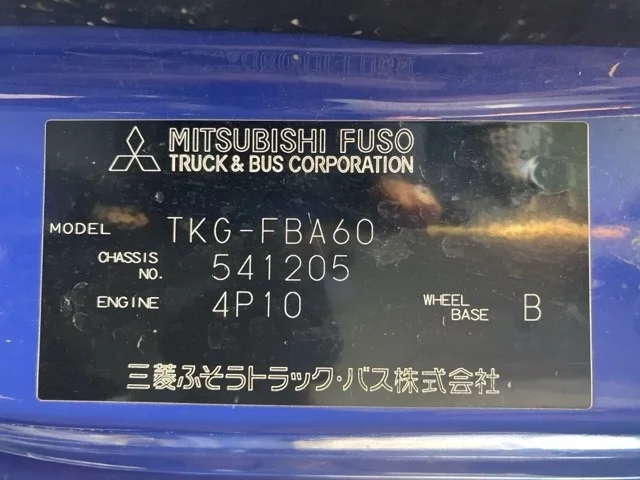 MITSUBISHI FUSO
TRUCK & BUS CORPORATION
MODEL TKG-FBA60
CHASSIS NO. 541205
ENGINE 4P10 WHEEL BASE B
三菱ふそうトラック・バス株式会社